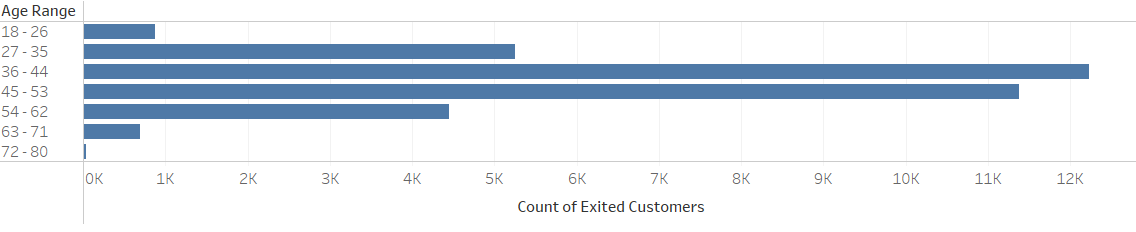 Age Range
18 - 26
27 - 35
36 - 44
45 - 53
54 - 62
63 - 71
72 - 80
0K 1K 2K 3K 4K 5K 6K 7K 8K 9K 10K 11K 12K
Count of Exited Customers